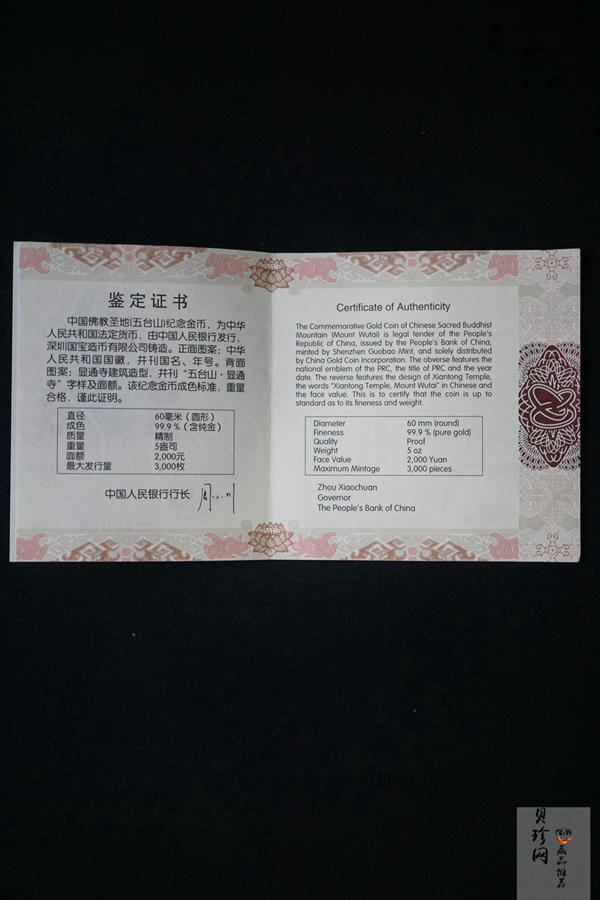 鉴定证书
中国佛教圣地(五台山)纪念金币，为中华
人民共和国法定货币，由中国人民银行发行，
深圳国宝造币有限公司铸造。正面图案：中华
人民共和国国徽，并刊国名、年号。背面
图案：显通寺建筑造型，并刊“五台山·显通
寺”字样及面额。该纪念金币成色标准，重量
合格，谨此证明。
直径 60毫米（圆形）
成色 99.9％（含纯金）
质量 精制
重量 5盎司
面额 2,000元
最大发行量 3,000枚
中国人民银行行长
Certificate of Authenticity
The Commemorative Gold Coin of Chinese Sacred Buddhist
Mountain (Mount Wutai) is legal tender of the People's
Republic of China, issued by the People's Bank of China,
minted by Shenzhen Guobao Mint, and solely distributed
by China Gold Coin Incorporation. The obverse features the
national emblem of the PRC, the title of PRC and the year
date. The reverse features the design of Xiantong Temple,
the words "Xiantong Temple, Mount Wutai" in Chinese and
the face value. This is to certify that the coin is up to
standard as to its fineness and weight.
Diameter 60 mm (round)
Fineness 99.9 % (pure gold)
Quality Proof
Weight 5 oz
Face Value 2,000 Yuan
Maximum Mintage 3,000 pieces
Zhou Xiaochuan
Governor
The People's Bank of China
贝珍网
藏品推荐